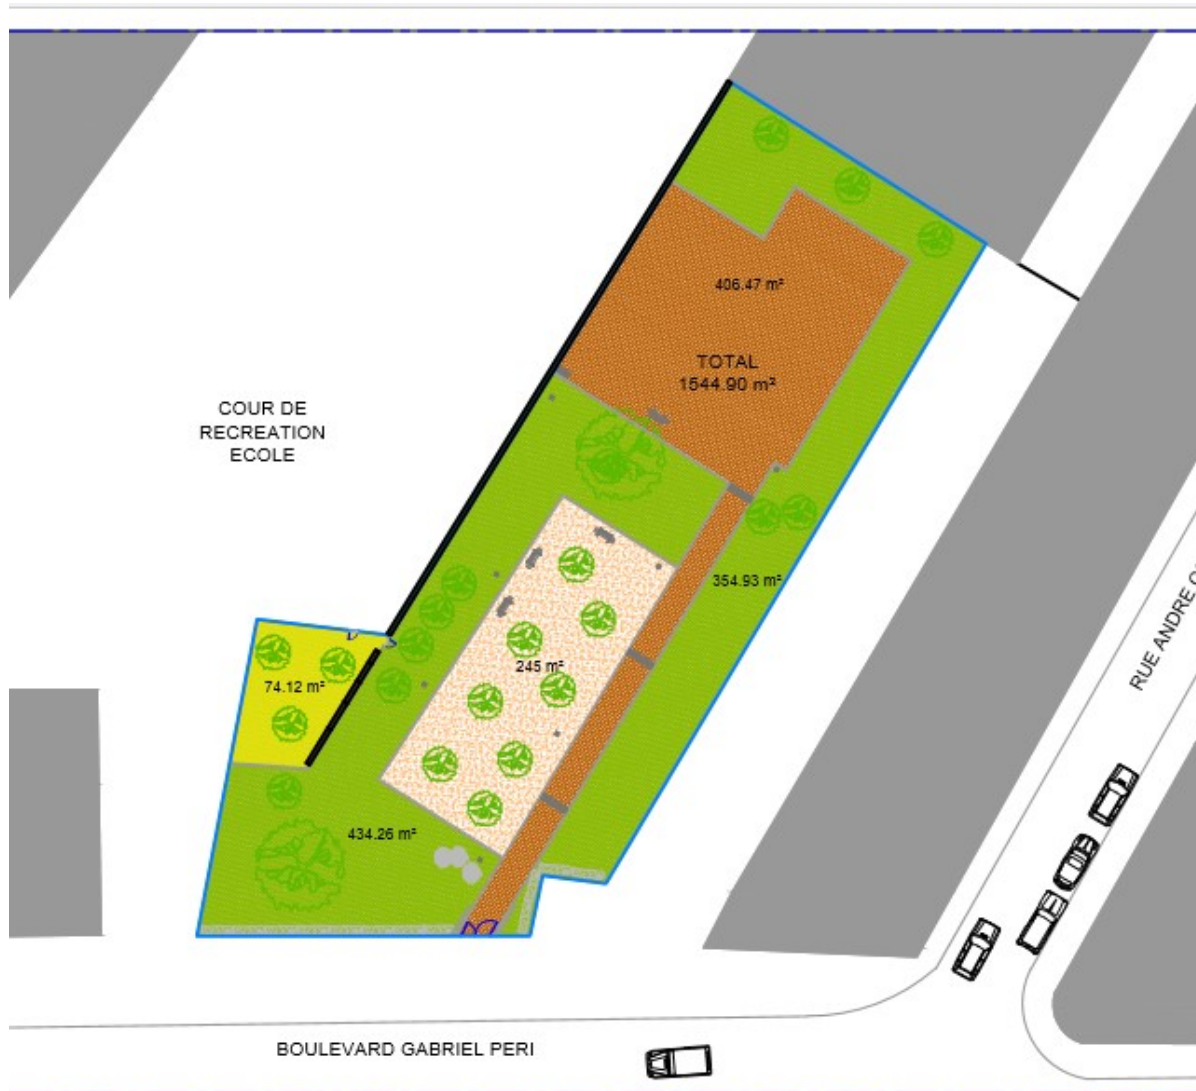 406.47 m²
TOTAL
1544.90 m²
COUR DE
RECREATION
ECOLE
354.93 m²
RUE ANDRE
245 m²
74.12 m²
434.26 m²
BOULEVARD GABRIEL PERI